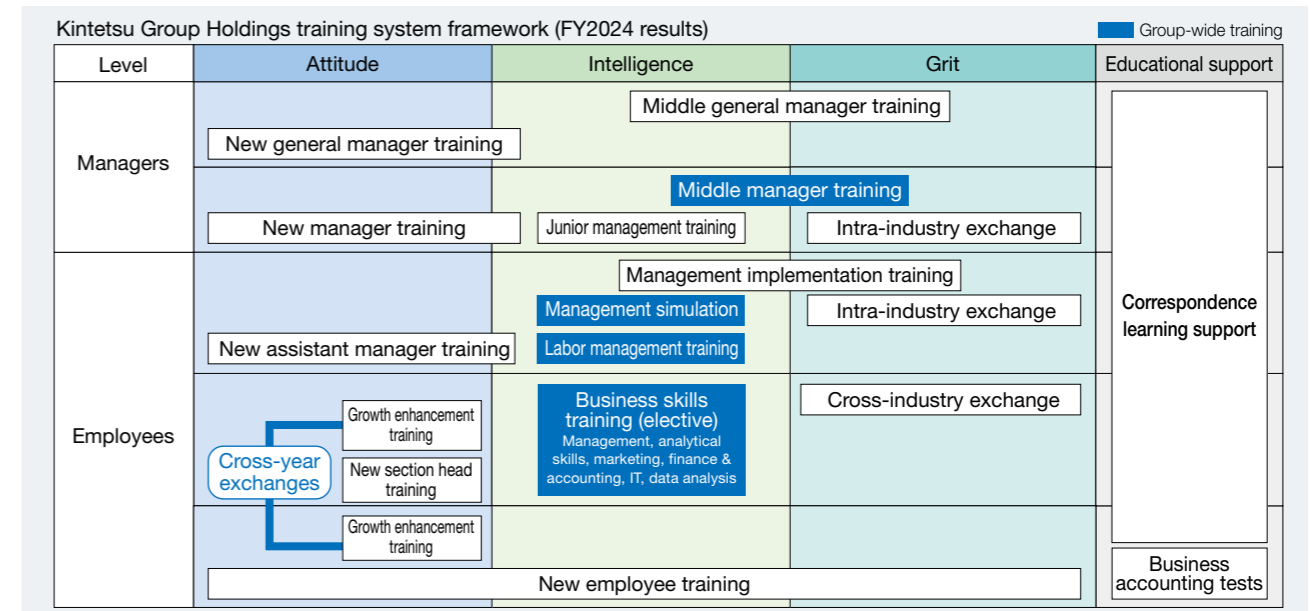 Kintetsu Group Holdings training system framework (FY2024 results)
Group-wide training
Level
Attitude
Intelligence
Grit
Educational support
Managers
Middle general manager training
New general manager training
Middle manager training
New manager training
Junior management training
Intra-industry exchange
Employees
Management implementation training
Management simulation
Intra-industry exchange
New assistant manager training
Labor management training
Growth enhancement
training
Cross-year
exchanges
New section head
training
Growth enhancement
training
Business skills
training (elective)
Management, analytical
skills, marketing, finance &
accounting, IT, data analysis
Cross-industry exchange
New employee training
Correspondence
learning support
Business
accounting tests